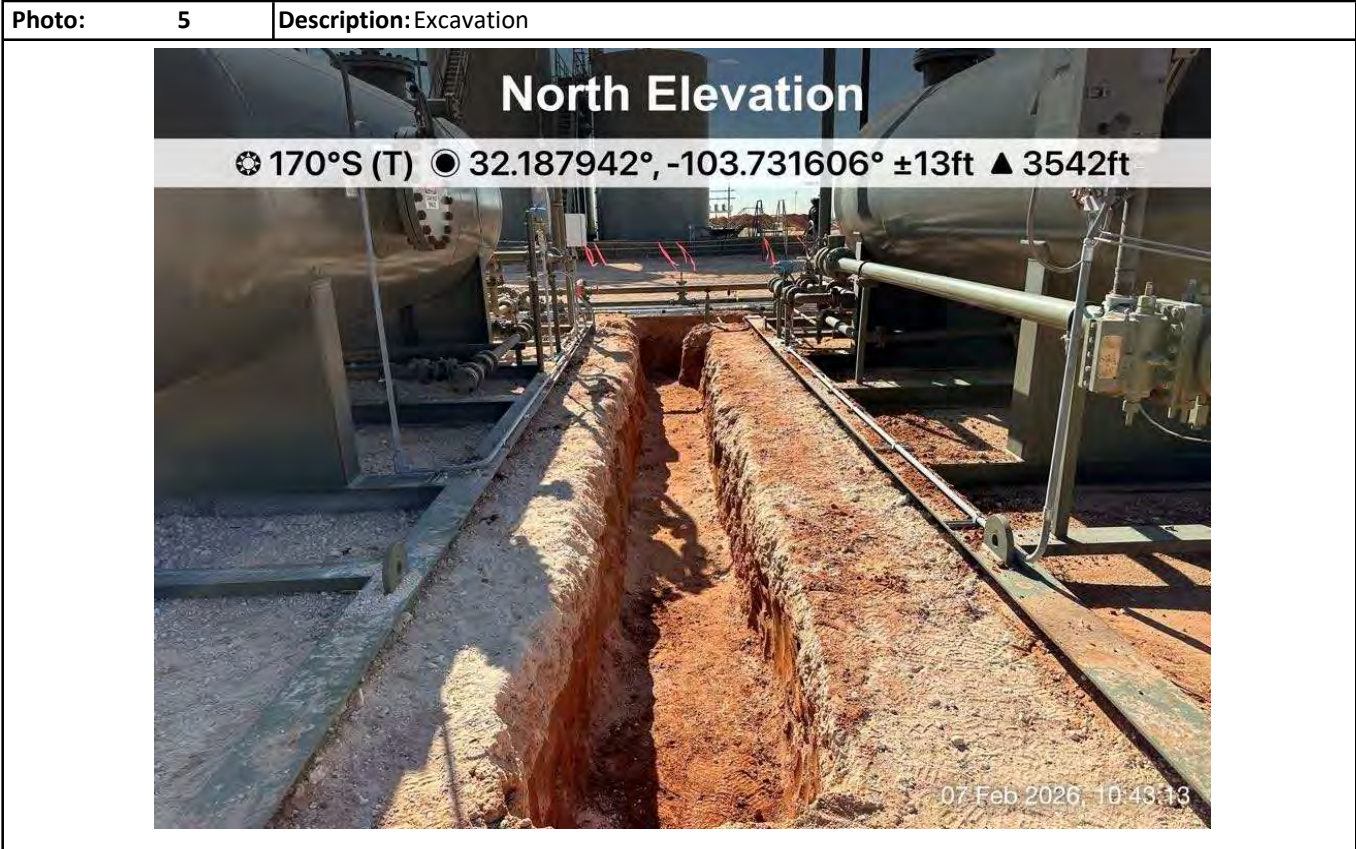 Photo: 5 Description: Excavation
North Elevation
170°S (T) 32.187942°, -103.731606° ±13ft ▲ 3542ft
07 Feb 2026, 10:43:13